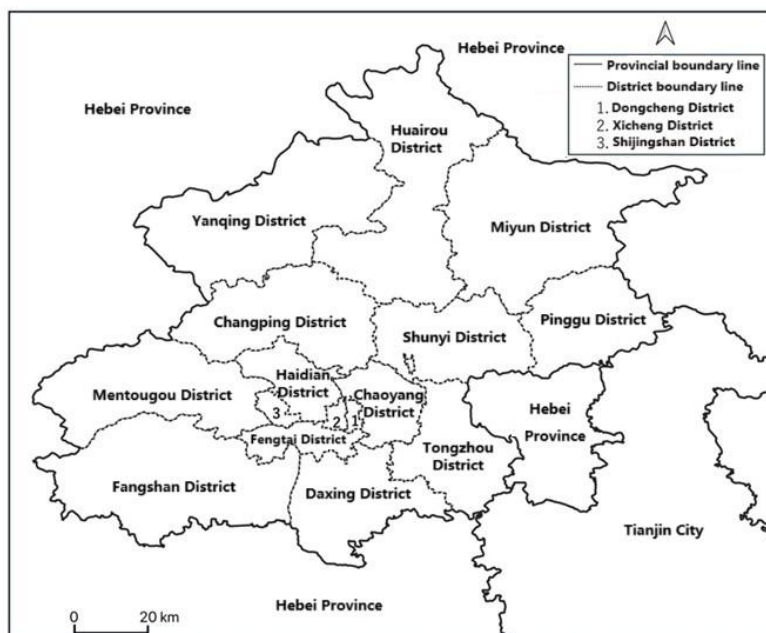 Hebei Province
Hebei Province
Provincial boundary line
District boundary line
1. Dongcheng District
2. Xicheng District
3. Shijingshan District
Huairou
District
Yanqing District
Miyun District
Changping District
Shunyi District
Pinggu District
Mentougou District
Haidian
District
Chaoyang
District
3
2
1
Hebei
Province
Fengtai District
Tongzhou
District
Fangshan District
Daxing District
Tianjin City
Hebei Province
0 20 km